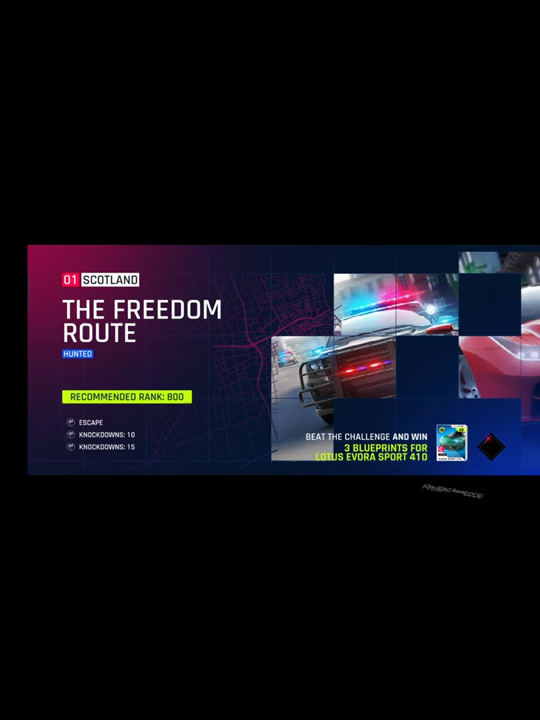 01 SCOTLAND
THE FREEDOM
ROUTE
HUNTED
RECOMMENDED RANK: 800
ESCAPE
KNOCKDOWNS: 10
KNOCKDOWNS: 15
BEAT THE CHALLENGE AND WIN
3 BLUEPRINTS FOR
LOTUS EVORA SPORT 410